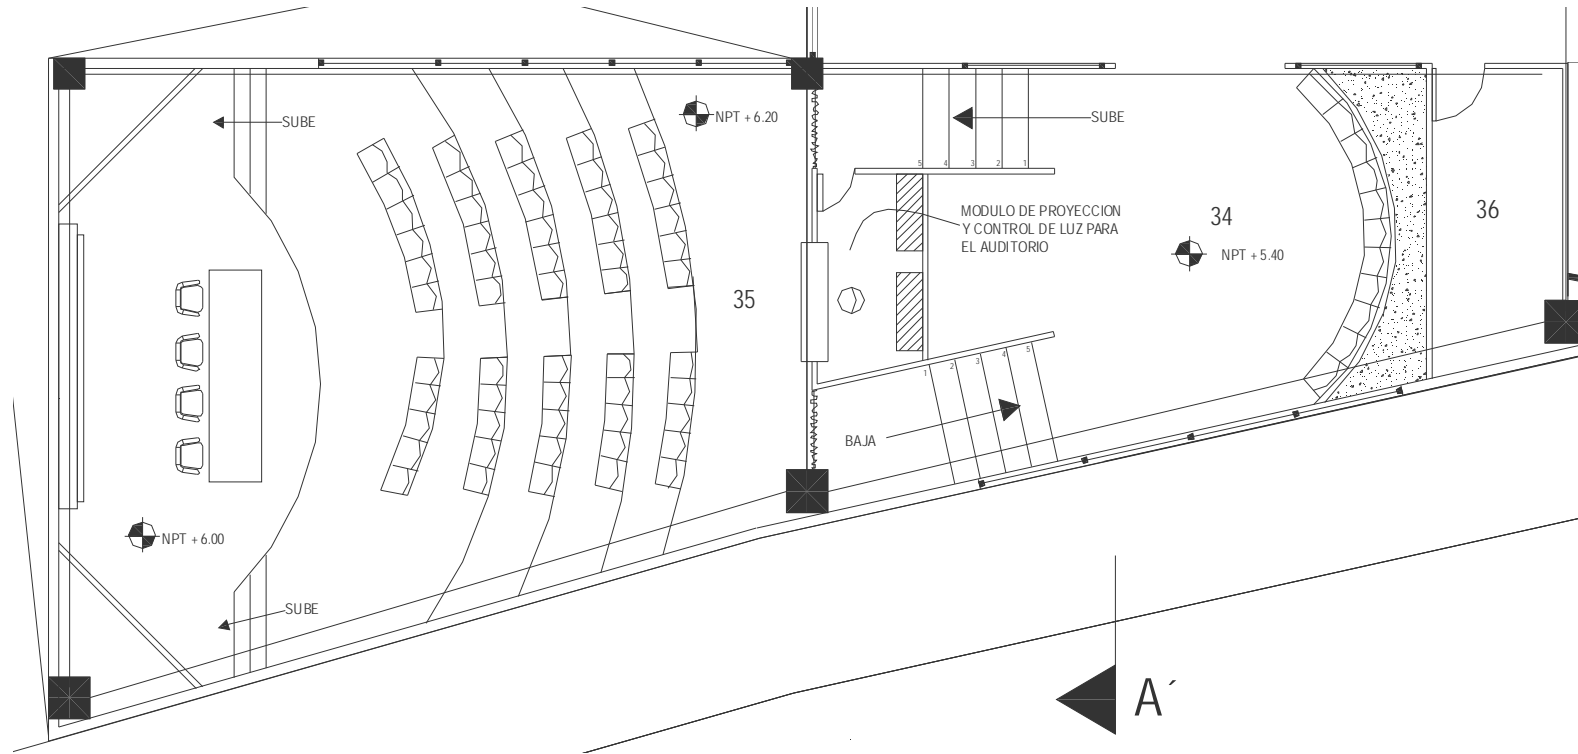 SUBE
NPT + 6.20
SUBE
5 4 3 2 1
MODULO DE PROYECCION
Y CONTROL DE LUZ PARA
EL AUDITORIO
34
NPT + 5.40
36
35
1 2 3 4 5
BAJA
NPT + 6.00
SUBE
A´